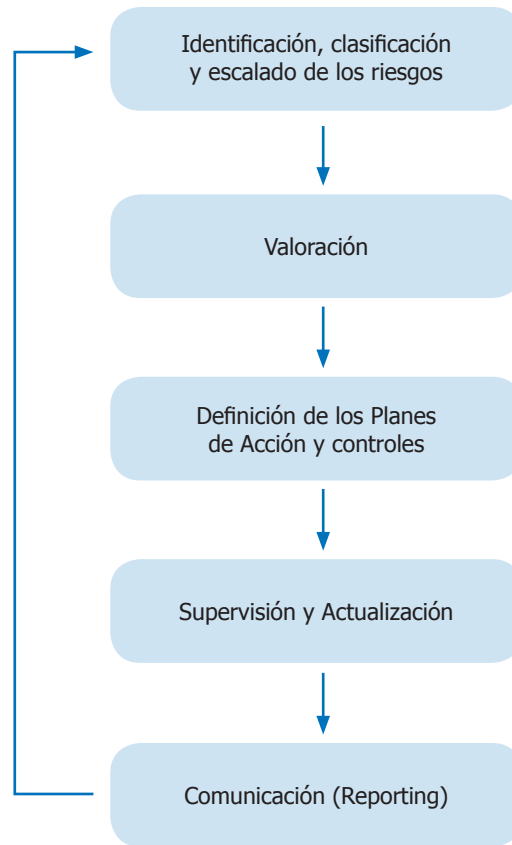 Identificación, clasificación
y escalado de los riesgos
Valoración
Definición de los Planes
de Acción y controles
Supervisión y Actualización
Comunicación (Reporting)